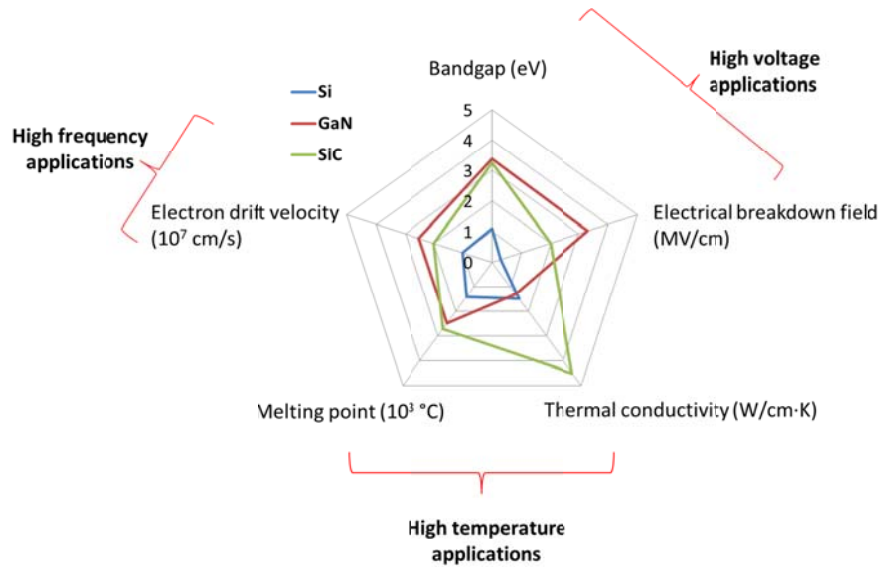 High voltage
applications
Bandgap (eV)
Si
GaN
SiC
5
4
3
2
1
0
High frequency
applications
Electron drift velocity
(10⁷ cm/s)
Electrical breakdown field
(MV/cm)
Melting point (10³ °C)
Thermal conductivity (W/cm·K)
High temperature
applications